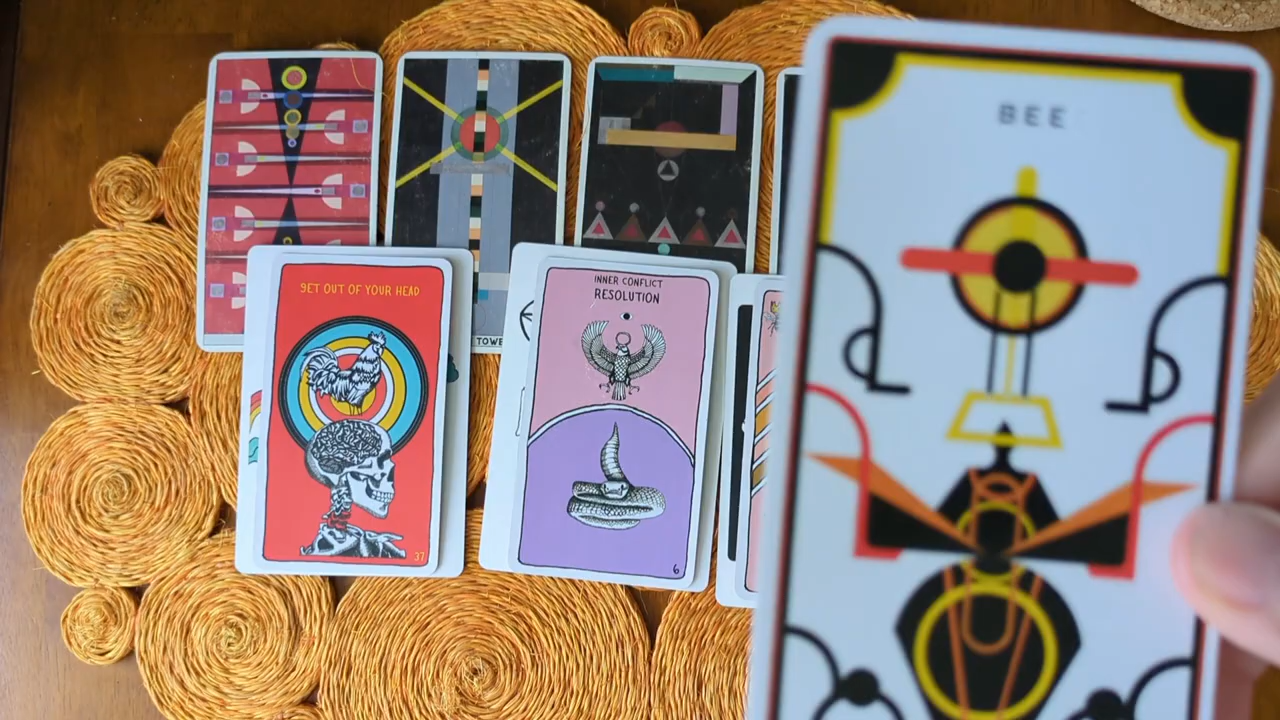 BEE
GET OUT OF YOUR HEAD
INNER CONFLICT
RESOLUTION
TOWE
37
6